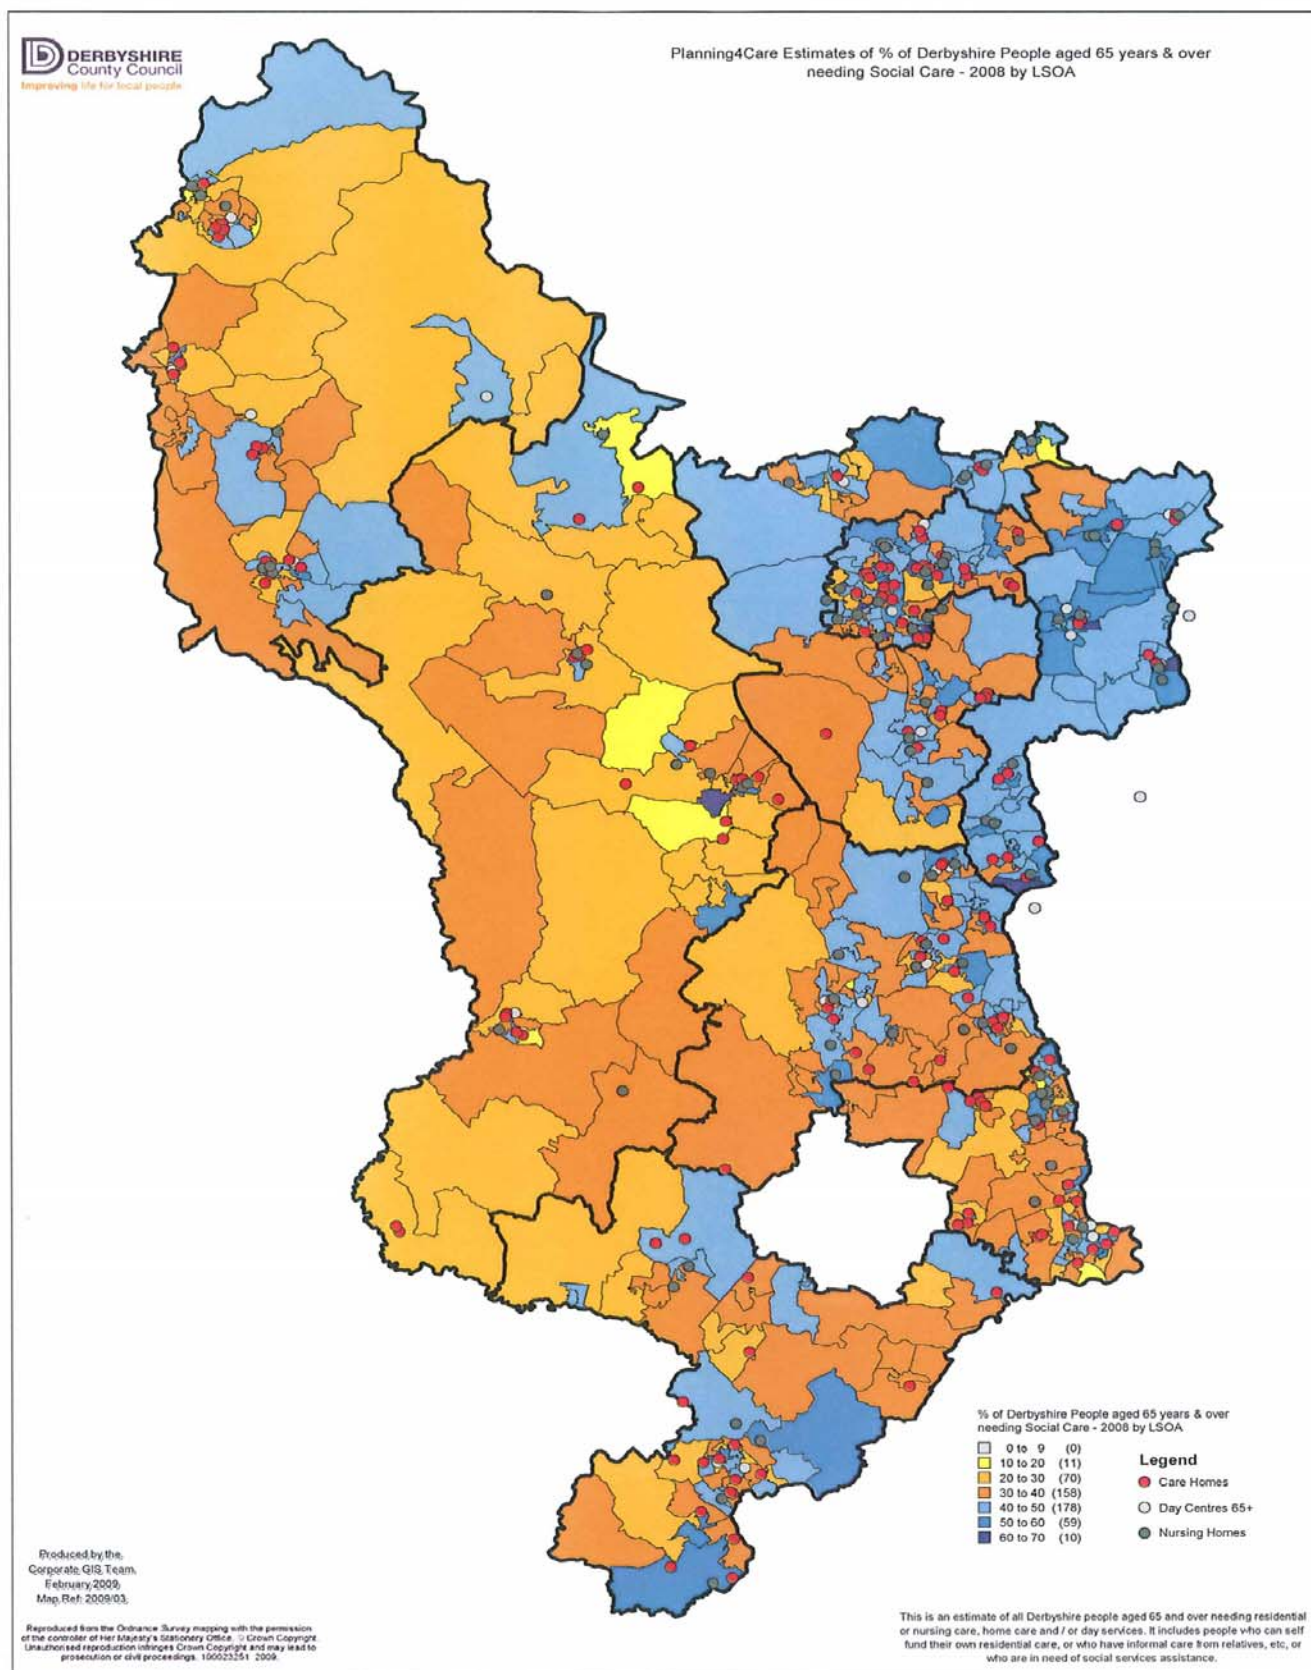 DERBYSHIRE
County Council
Improving life for local people
Planning4Care Estimates of % of Derbyshire People aged 65 years & over
needing Social Care - 2008 by LSOA
% of Derbyshire People aged 65 years & over
needing Social Care - 2008 by LSOA
0 to 9 (0)
10 to 20 (11)
20 to 30 (70)
30 to 40 (158)
40 to 50 (178)
50 to 60 (59)
60 to 70 (10)
Legend
Care Homes
Day Centres 65+
Nursing Homes
Produced by the
Corporate GIS Team,
February 2009
Map Ref: 2009/03
Reproduced from the Ordnance Survey mapping with the permission
of the controller of Her Majesty's Stationery Office. © Crown Copyright.
Unauthorised reproduction infringes Crown Copyright and may lead to
prosecution or civil proceedings. 100023251 2009.
This is an estimate of all Derbyshire people aged 65 and over needing residential
or nursing care, home care and / or day services. It includes people who can self
fund their own residential care, or who have informal care from relatives, etc, or
who are in need of social services assistance.